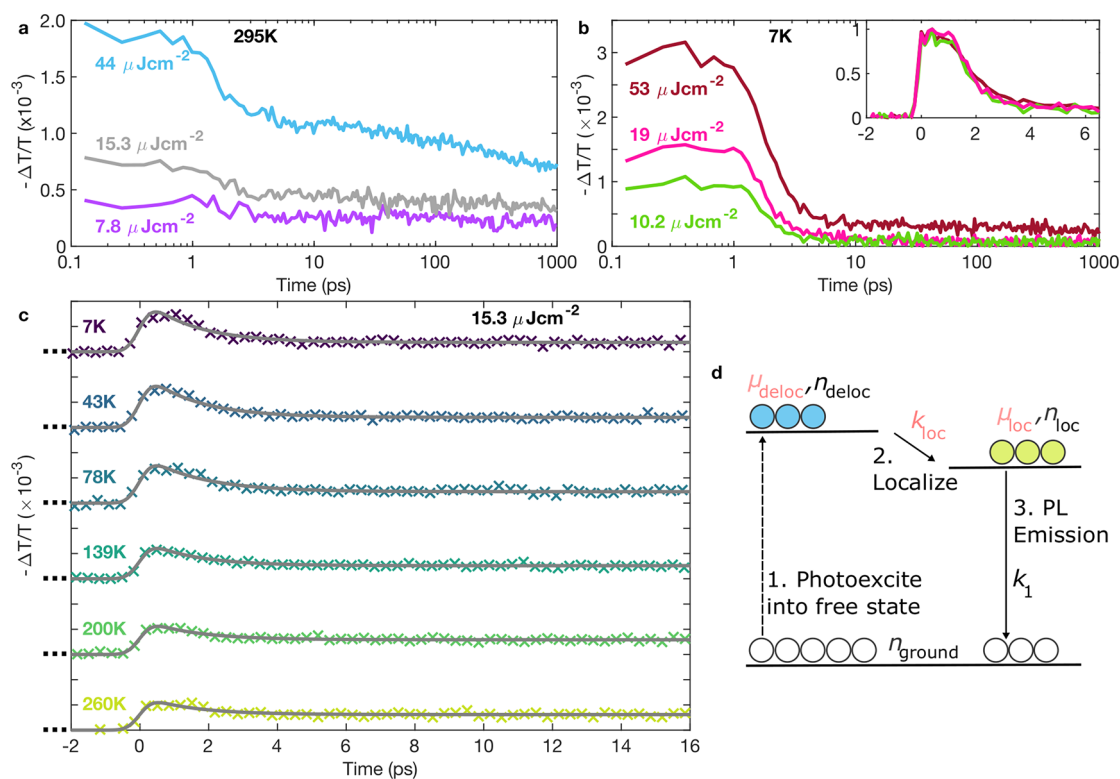 a
295K
44 μJcm-2
15.3 μJcm-2
7.8 μJcm-2
- ΔT/T (x10-3)
2.0
1.5
1.0
0.5
0
0.1
1
10
100
1000
Time (ps)
b
7K
53 μJcm-2
19 μJcm-2
10.2 μJcm-2
- ΔT/T ( × 10-3)
3
2
1
0
0.1
1
10
100
1000
Time (ps)
1
0.5
0
-2
0
2
4
6
c
15.3 μJcm-2
7K
43K
78K
139K
200K
260K
- ΔT/T ( × 10-3)
-2
0
2
4
6
8
10
12
14
16
Time (ps)
d
μdeloc,ndeloc
kloc
μloc,nloc
2.
Localize
3. PL
Emission
1. Photoexcite
into free state
k1
nground